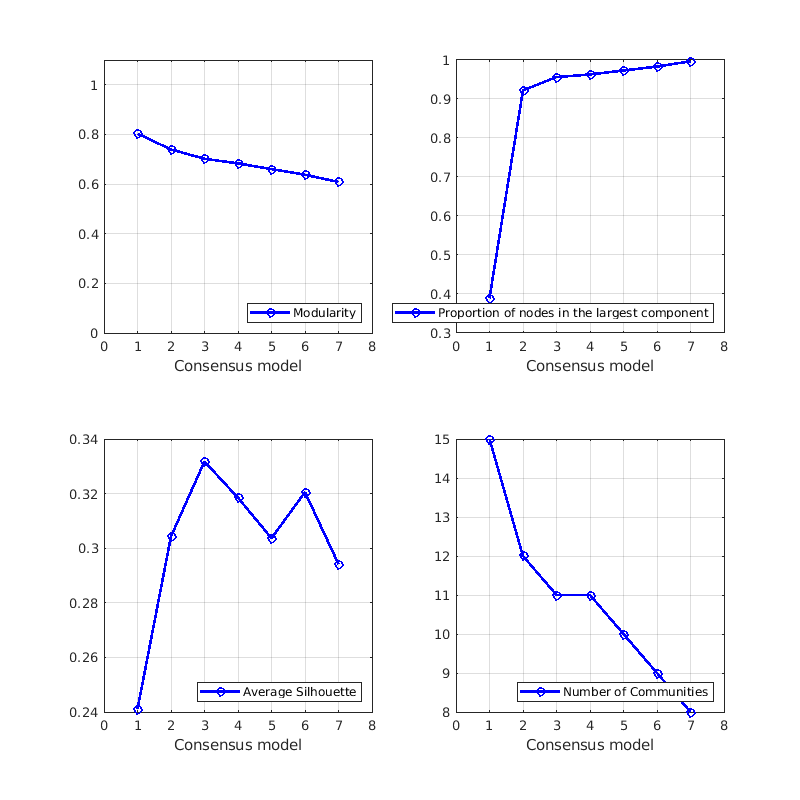 1
0.8
0.6
0.4
0.2
0
0 1 2 3 4 5 6 7 8
Consensus model
Modularity
1
0.9
0.8
0.7
0.6
0.5
0.4
0.3
0 1 2 3 4 5 6 7 8
Consensus model
Proportion of nodes in the largest component
0.34
0.32
0.3
0.28
0.26
0.24
0 1 2 3 4 5 6 7 8
Consensus model
Average Silhouette
15
14
13
12
11
10
9
8
0 1 2 3 4 5 6 7 8
Consensus model
Number of Communities